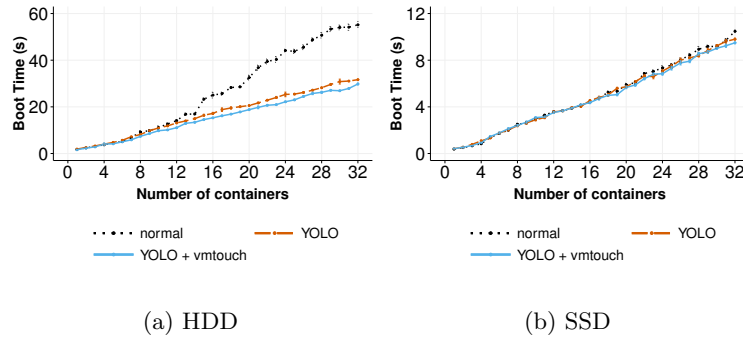 60
40
20
0
Boot Time (s)
0 4 8 12 16 20 24 28 32
Number of containers
normal YOLO
YOLO + vmtouch
(a) HDD
12
8
4
0
Boot Time (s)
0 4 8 12 16 20 24 28 32
Number of containers
normal YOLO
YOLO + vmtouch
(b) SSD